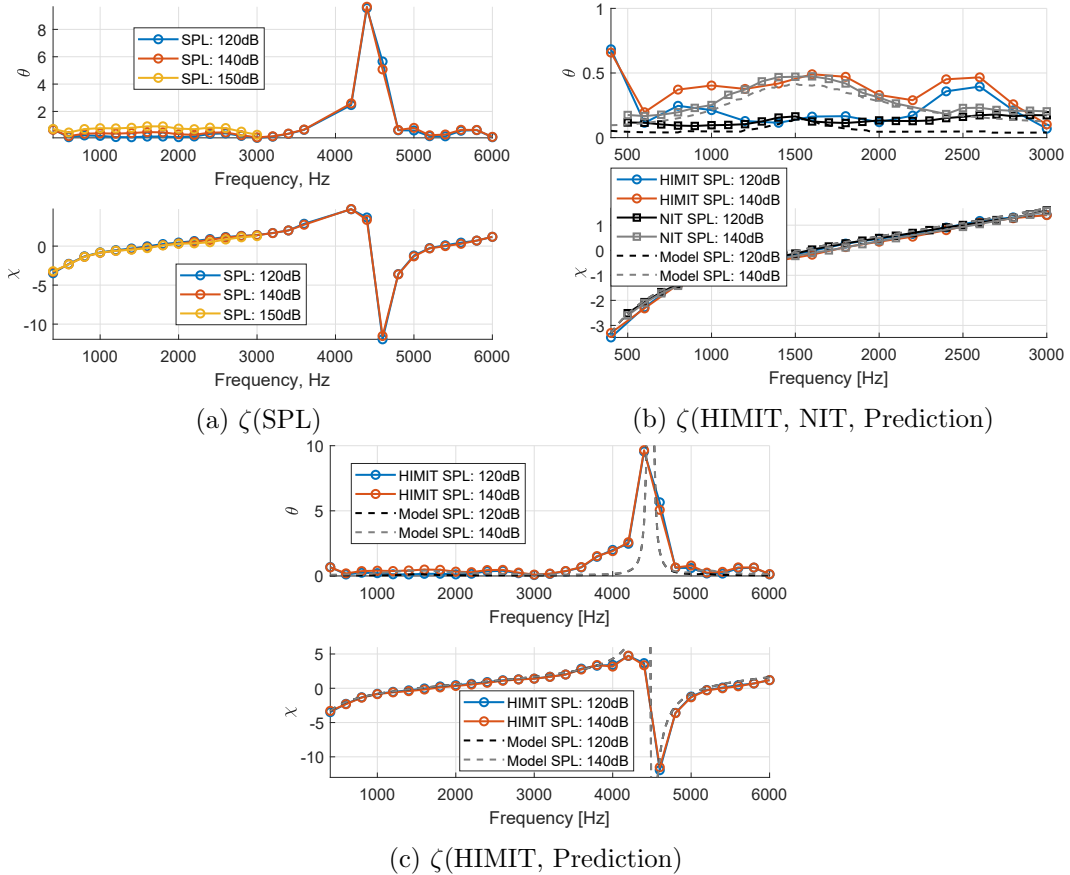 8
6
4
2
θ
SPL: 120dB
SPL: 140dB
SPL: 150dB
1000 2000 3000 4000 5000 6000
Frequency, Hz
0
-5
-10
χ
SPL: 120dB
SPL: 140dB
SPL: 150dB
1000 2000 3000 4000 5000 6000
Frequency, Hz
(a) ζ(SPL)
1
0.5
0
θ
500 1000 1500 2000 2500 3000
1
0
-1
-2
-3
χ
HIMIT SPL: 120dB
HIMIT SPL: 140dB
NIT SPL: 120dB
NIT SPL: 140dB
Model SPL: 120dB
Model SPL: 140dB
500 1000 1500 2000 2500 3000
Frequency [Hz]
(b) ζ(HIMIT, NIT, Prediction)
10
5
0
θ
HIMIT SPL: 120dB
HIMIT SPL: 140dB
Model SPL: 120dB
Model SPL: 140dB
1000 2000 3000 4000 5000 6000
Frequency [Hz]
5
0
-5
-10
χ
HIMIT SPL: 120dB
HIMIT SPL: 140dB
Model SPL: 120dB
Model SPL: 140dB
1000 2000 3000 4000 5000 6000
Frequency [Hz]
(c) ζ(HIMIT, Prediction)